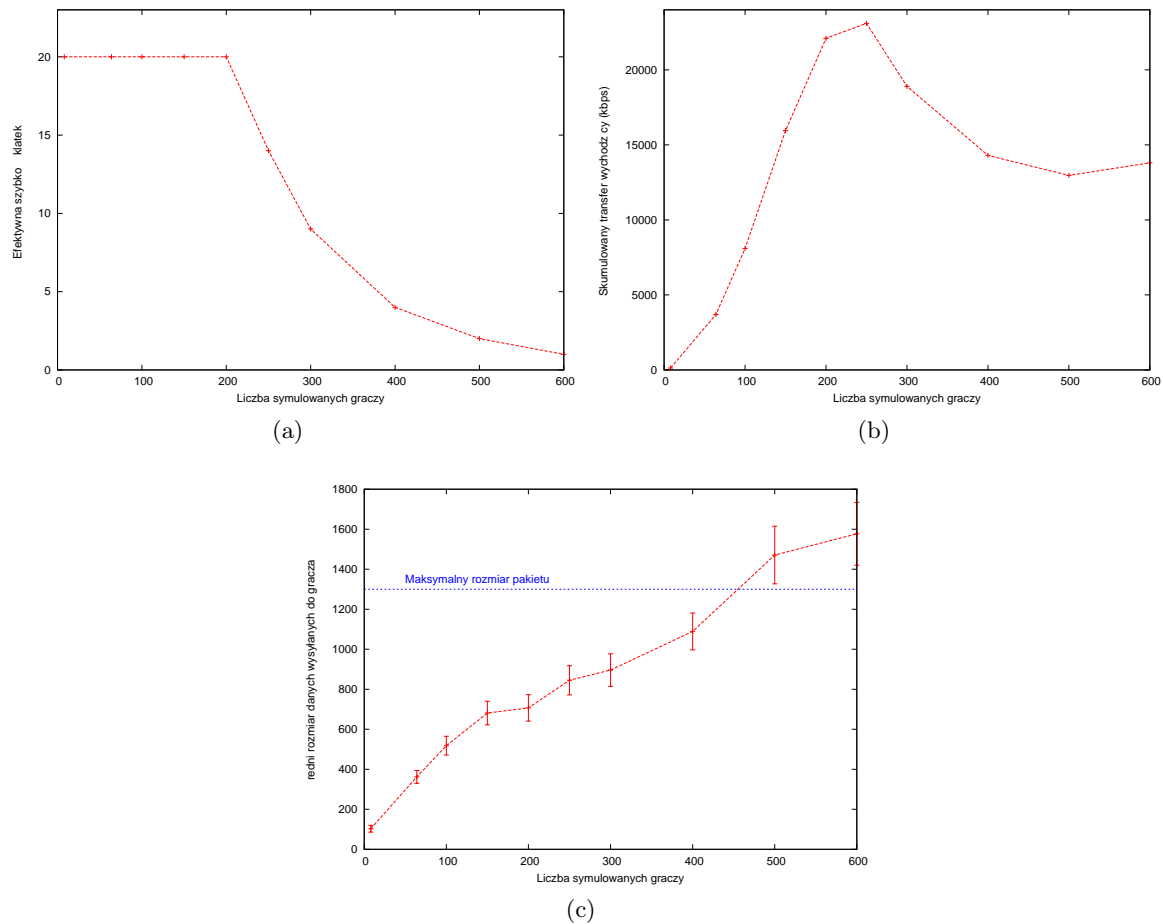 20
15
10
5
0
Efektywna szybko klatek
0 100 200 300 400 500 600
Liczba symulowanych graczy
(a)
20000
15000
10000
5000
0
Skumulowany transfer wychodz cy (kbps)
0 100 200 300 400 500 600
Liczba symulowanych graczy
(b)
1800
1600
1400
1200
1000
800
600
400
200
0
redni rozmiar danych wysyłanych do gracza
Maksymalny rozmiar pakietu
0 100 200 300 400 500 600
Liczba symulowanych graczy
(c)